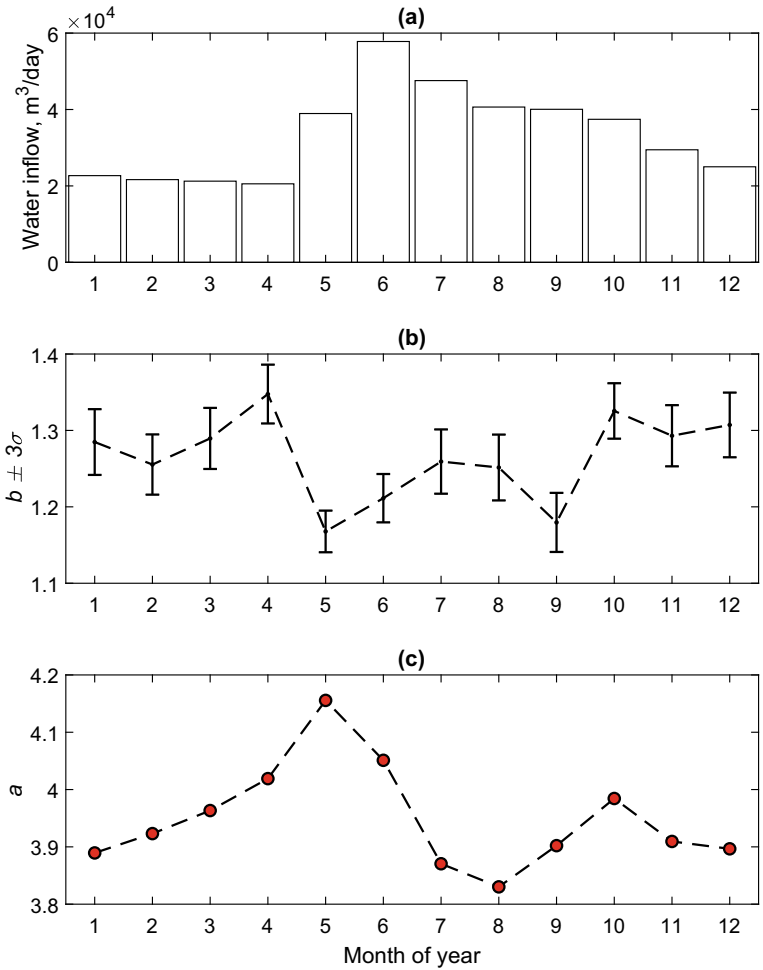 (a)
×10⁴
6
4
2
0
Water inflow, m³/day
1 2 3 4 5 6 7 8 9 10 11 12
(b)
1.4
1.3
1.2
1.1
b ± 3σ
1 2 3 4 5 6 7 8 9 10 11 12
(c)
4.2
4.1
4
3.9
3.8
a
1 2 3 4 5 6 7 8 9 10 11 12
Month of year